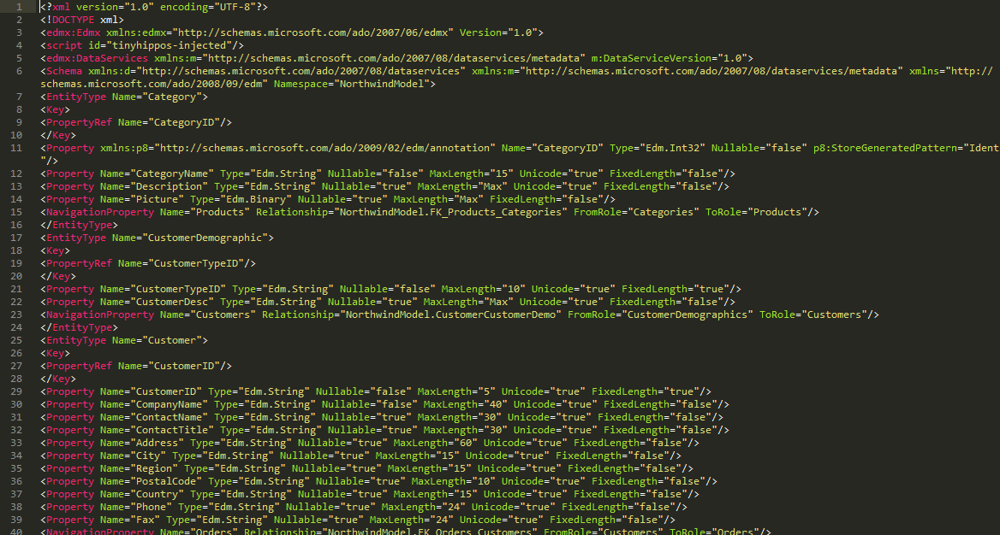 1 <?xml version="1.0" encoding="UTF-8"?>
2 <!DOCTYPE xml>
3 <edmx:Edmx xmlns:edmx="http://schemas.microsoft.com/ado/2007/06/edmx" Version="1.0">
4 <script id="tinyhippos-injected"/>
5 <edmx:DataServices xmlns:m="http://schemas.microsoft.com/ado/2007/08/dataservices/metadata" m:DataServiceVersion="1.0">
6 <Schema xmlns:d="http://schemas.microsoft.com/ado/2007/08/dataservices" xmlns:m="http://schemas.microsoft.com/ado/2007/08/dataservices/metadata" xmlns="http://
schemas.microsoft.com/ado/2008/09/edm" Namespace="NorthwindModel">
7 <EntityType Name="Category">
8 <Key>
9 <PropertyRef Name="CategoryID"/>
10 </Key>
11 <Property xmlns:p8="http://schemas.microsoft.com/ado/2009/02/edm/annotation" Name="CategoryID" Type="Edm.Int32" Nullable="false" p8:StoreGeneratedPattern="Ident
"/>
12 <Property Name="CategoryName" Type="Edm.String" Nullable="false" MaxLength="15" Unicode="true" FixedLength="false"/>
13 <Property Name="Description" Type="Edm.String" Nullable="true" MaxLength="Max" Unicode="true" FixedLength="false"/>
14 <Property Name="Picture" Type="Edm.Binary" Nullable="true" MaxLength="Max" FixedLength="false"/>
15 <NavigationProperty Name="Products" Relationship="NorthwindModel.FK_Products_Categories" FromRole="Categories" ToRole="Products"/>
16 </EntityType>
17 <EntityType Name="CustomerDemographic">
18 <Key>
19 <PropertyRef Name="CustomerTypeID"/>
20 </Key>
21 <Property Name="CustomerTypeID" Type="Edm.String" Nullable="false" MaxLength="10" Unicode="true" FixedLength="true"/>
22 <Property Name="CustomerDesc" Type="Edm.String" Nullable="true" MaxLength="Max" Unicode="true" FixedLength="false"/>
23 <NavigationProperty Name="Customers" Relationship="NorthwindModel.CustomerCustomerDemo" FromRole="CustomerDemographics" ToRole="Customers"/>
24 </EntityType>
25 <EntityType Name="Customer">
26 <Key>
27 <PropertyRef Name="CustomerID"/>
28 </Key>
29 <Property Name="CustomerID" Type="Edm.String" Nullable="false" MaxLength="5" Unicode="true" FixedLength="true"/>
30 <Property Name="CompanyName" Type="Edm.String" Nullable="false" MaxLength="40" Unicode="true" FixedLength="false"/>
31 <Property Name="ContactName" Type="Edm.String" Nullable="true" MaxLength="30" Unicode="true" FixedLength="false"/>
32 <Property Name="ContactTitle" Type="Edm.String" Nullable="true" MaxLength="30" Unicode="true" FixedLength="false"/>
33 <Property Name="Address" Type="Edm.String" Nullable="true" MaxLength="60" Unicode="true" FixedLength="false"/>
34 <Property Name="City" Type="Edm.String" Nullable="true" MaxLength="15" Unicode="true" FixedLength="false"/>
35 <Property Name="Region" Type="Edm.String" Nullable="true" MaxLength="15" Unicode="true" FixedLength="false"/>
36 <Property Name="PostalCode" Type="Edm.String" Nullable="true" MaxLength="10" Unicode="true" FixedLength="false"/>
37 <Property Name="Country" Type="Edm.String" Nullable="true" MaxLength="15" Unicode="true" FixedLength="false"/>
38 <Property Name="Phone" Type="Edm.String" Nullable="true" MaxLength="24" Unicode="true" FixedLength="false"/>
39 <Property Name="Fax" Type="Edm.String" Nullable="true" MaxLength="24" Unicode="true" FixedLength="false"/>
40 <NavigationProperty Name="Orders" Relationship="NorthwindModel.FK_Orders_Customers" FromRole="Customers" ToRole="Orders"/>